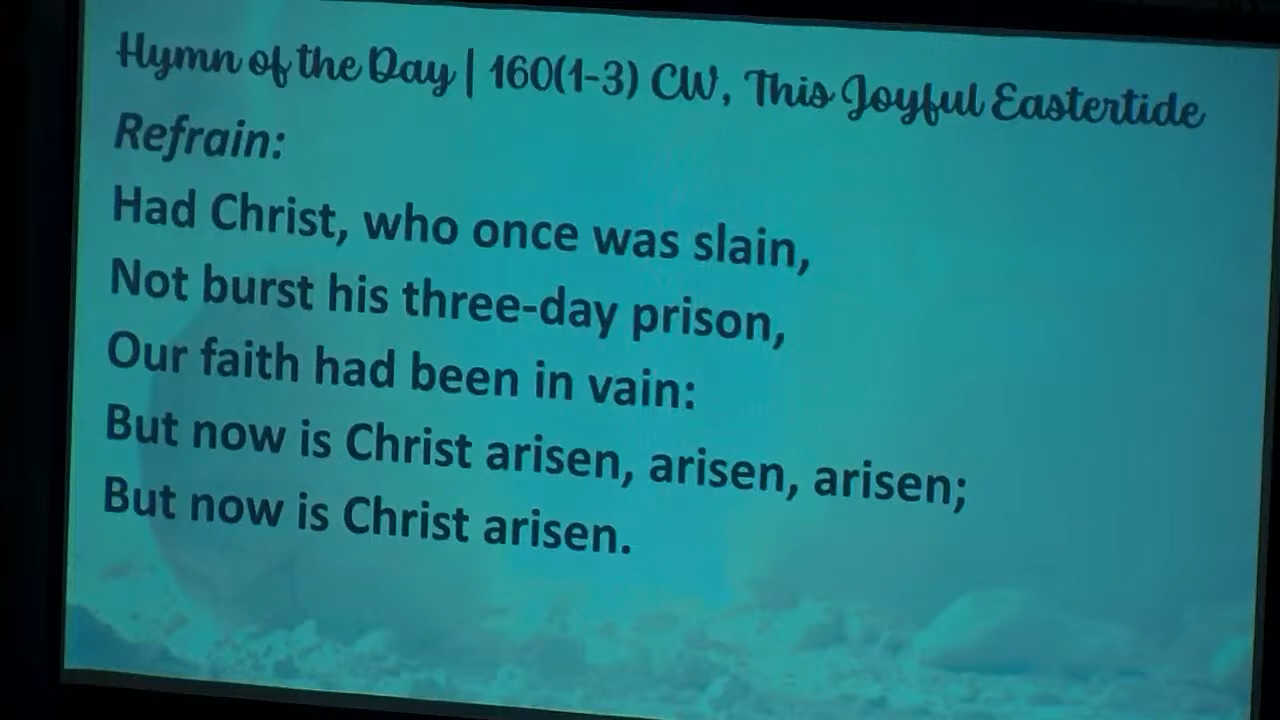 Hymn of the Day | 160(1-3) CW, This Joyful Eastertide
Refrain:
Had Christ, who once was slain,
Not burst his three-day prison,
Our faith had been in vain:
But now is Christ arisen, arisen, arisen;
But now is Christ arisen.